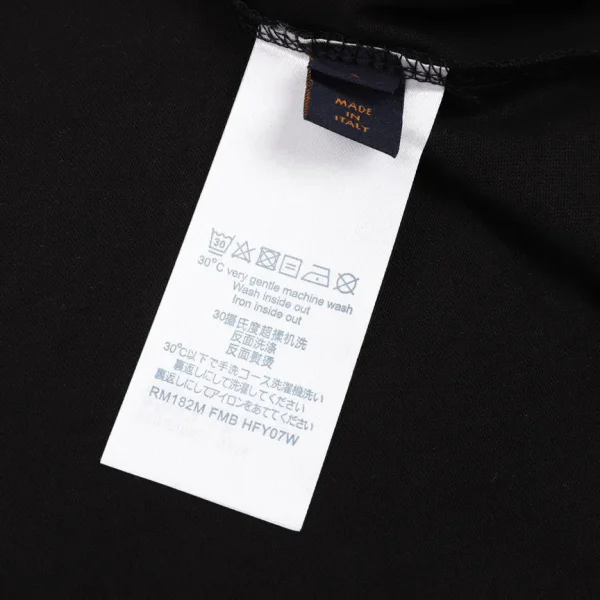 MADE
IN
ITALY
30
30°C very gentle machine wash
Wash inside out
Iron inside out
30攝氏度超揉机洗
反面洗滌
反面熨燙
30℃以下で手洗コース洗濯機洗い
裏返しにして洗濯してください
裏返しにしてアイロンをあててください
RM182M FMB HFY07W